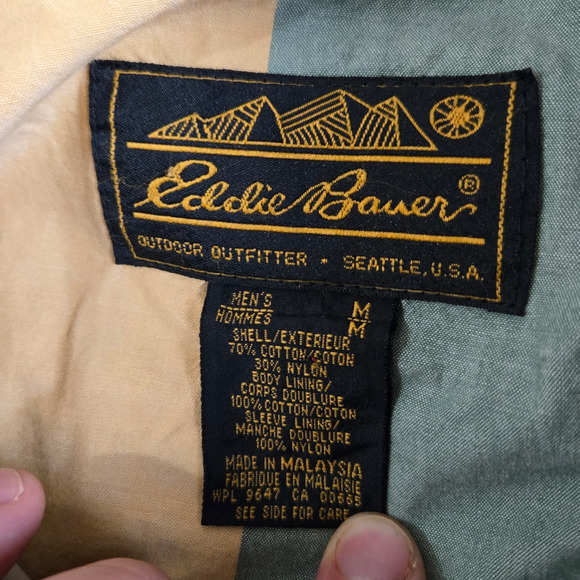 Eddie Bauer®
OUTDOOR OUTFITTER • SEATTLE, U.S.A.
MEN'S M
HOMMES M
SHELL/EXTERIEUR
70% COTTON/COTON
30% NYLON
BODY LINING/
CORPS DOUBLURE
100% COTTON/COTON
SLEEVE LINING/
MANCHE DOUBLURE
100% NYLON
MADE IN MALAYSIA
FABRIQUE EN MALAISIE
WPL 9647 CA 00665
SEE SIDE FOR CARE